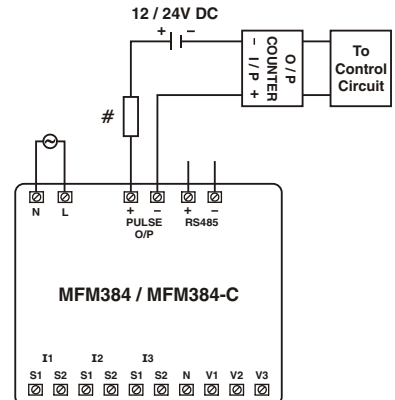 12 / 24V DC
+ −
− I / P +
COUNTER
O / P
To
Control
Circuit
#
N L + − + −
PULSE RS485
O/P
MFM384 / MFM384-C
I1 I2 I3
S1 S2 S1 S2 S1 S2 N V1 V2 V3